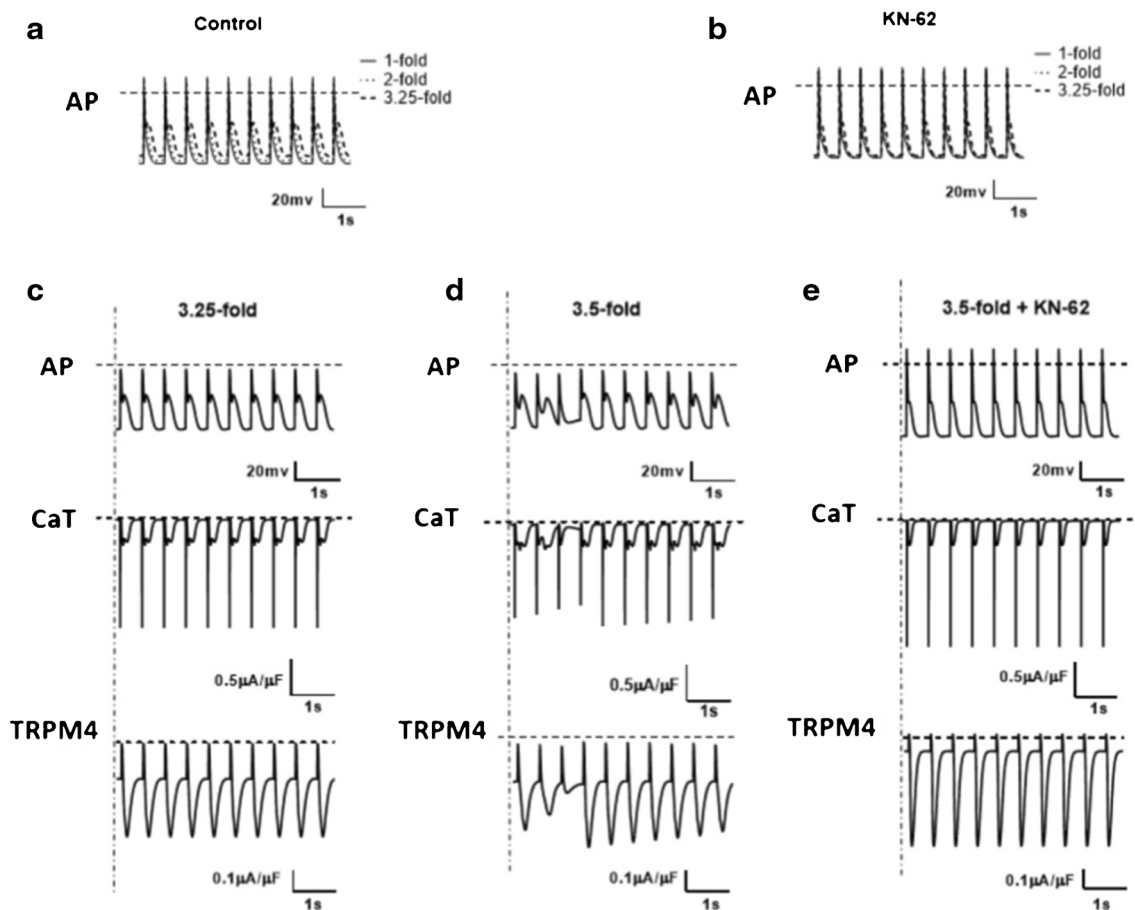 a
Control
AP
1-fold
2-fold
3.25-fold
20mv
1s
b
KN-62
AP
1-fold
2-fold
3.25-fold
20mv
1s
c
3.25-fold
AP
20mv
1s
CaT
0.5µA/µF
1s
TRPM4
0.1µA/µF
1s
d
3.5-fold
AP
20mv
1s
CaT
0.5µA/µF
1s
TRPM4
0.1µA/µF
1s
e
3.5-fold + KN-62
AP
20mv
1s
CaT
0.5µA/µF
1s
TRPM4
0.1µA/µF
1s